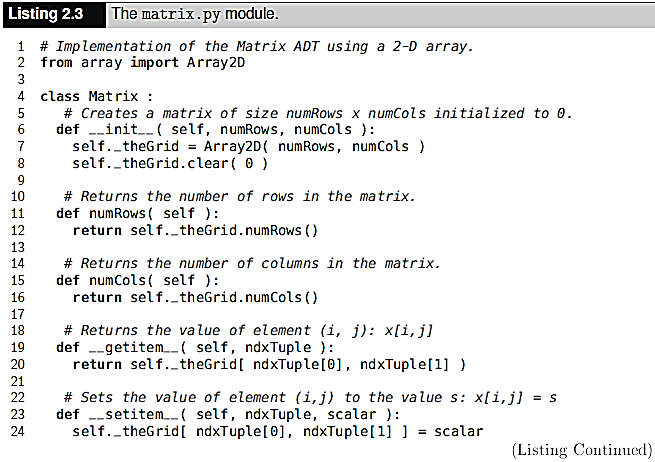 Listing 2.3 The matrix.py module.
1 # Implementation of the Matrix ADT using a 2-D array.
2 from array import Array2D
3
4 class Matrix :
5 # Creates a matrix of size numRows x numCols initialized to 0.
6 def __init__( self, numRows, numCols ):
7 self._theGrid = Array2D( numRows, numCols )
8 self._theGrid.clear( 0 )
9
10 # Returns the number of rows in the matrix.
11 def numRows( self ):
12 return self._theGrid.numRows()
13
14 # Returns the number of columns in the matrix.
15 def numCols( self ):
16 return self._theGrid.numCols()
17
18 # Returns the value of element (i, j): x[i,j]
19 def __getitem__( self, ndxTuple ):
20 return self._theGrid[ ndxTuple[0], ndxTuple[1] )
21
22 # Sets the value of element (i,j) to the value s: x[i,j] = s
23 def __setitem__( self, ndxTuple, scalar ):
24 self._theGrid[ ndxTuple[0], ndxTuple[1] ] = scalar
(Listing Continued)